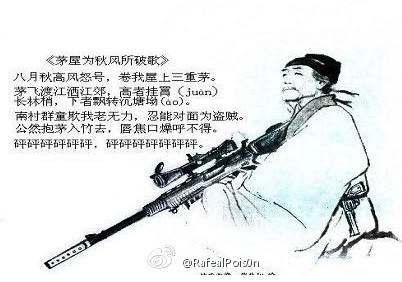 《茅屋为秋风所破歌》
八月秋高风怒号，卷我屋上三重茅。
茅飞渡江洒江郊，高者挂罥（juàn）
长林梢，下者飘转沉塘坳(ào)。
南村群童欺我老无力，忍能对面为盗贼。
公然抱茅入竹去，唇焦口燥呼不得。
砰砰砰砰砰砰，砰砰砰砰砰砰砰。
@RafealPois0n